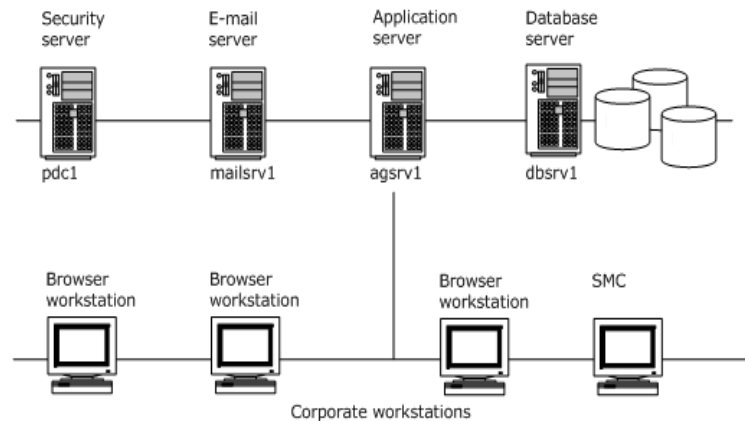 Security
server
E-mail
server
Application
server
Database
server
pdc1
mailsrv1
agsrv1
dbsrv1
Browser
workstation
Browser
workstation
Browser
workstation
SMC
Corporate workstations